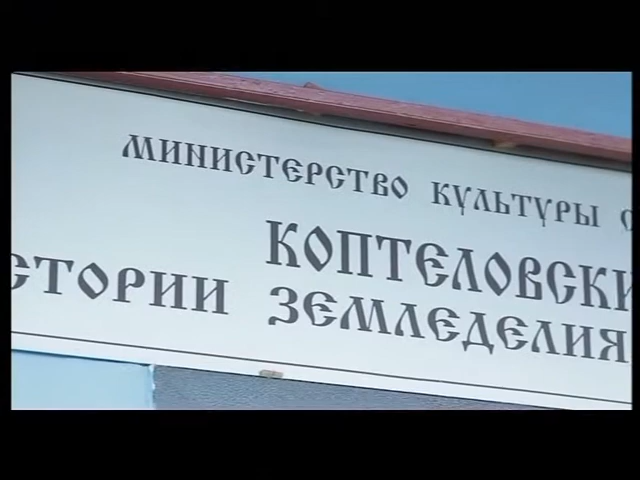 МИНИСТЕРСТВО КУЛЬТУРЫ С
КОПТЕЛОВСКИ
СТОРИИ ЗЕМЛЕДЕЛИЯ